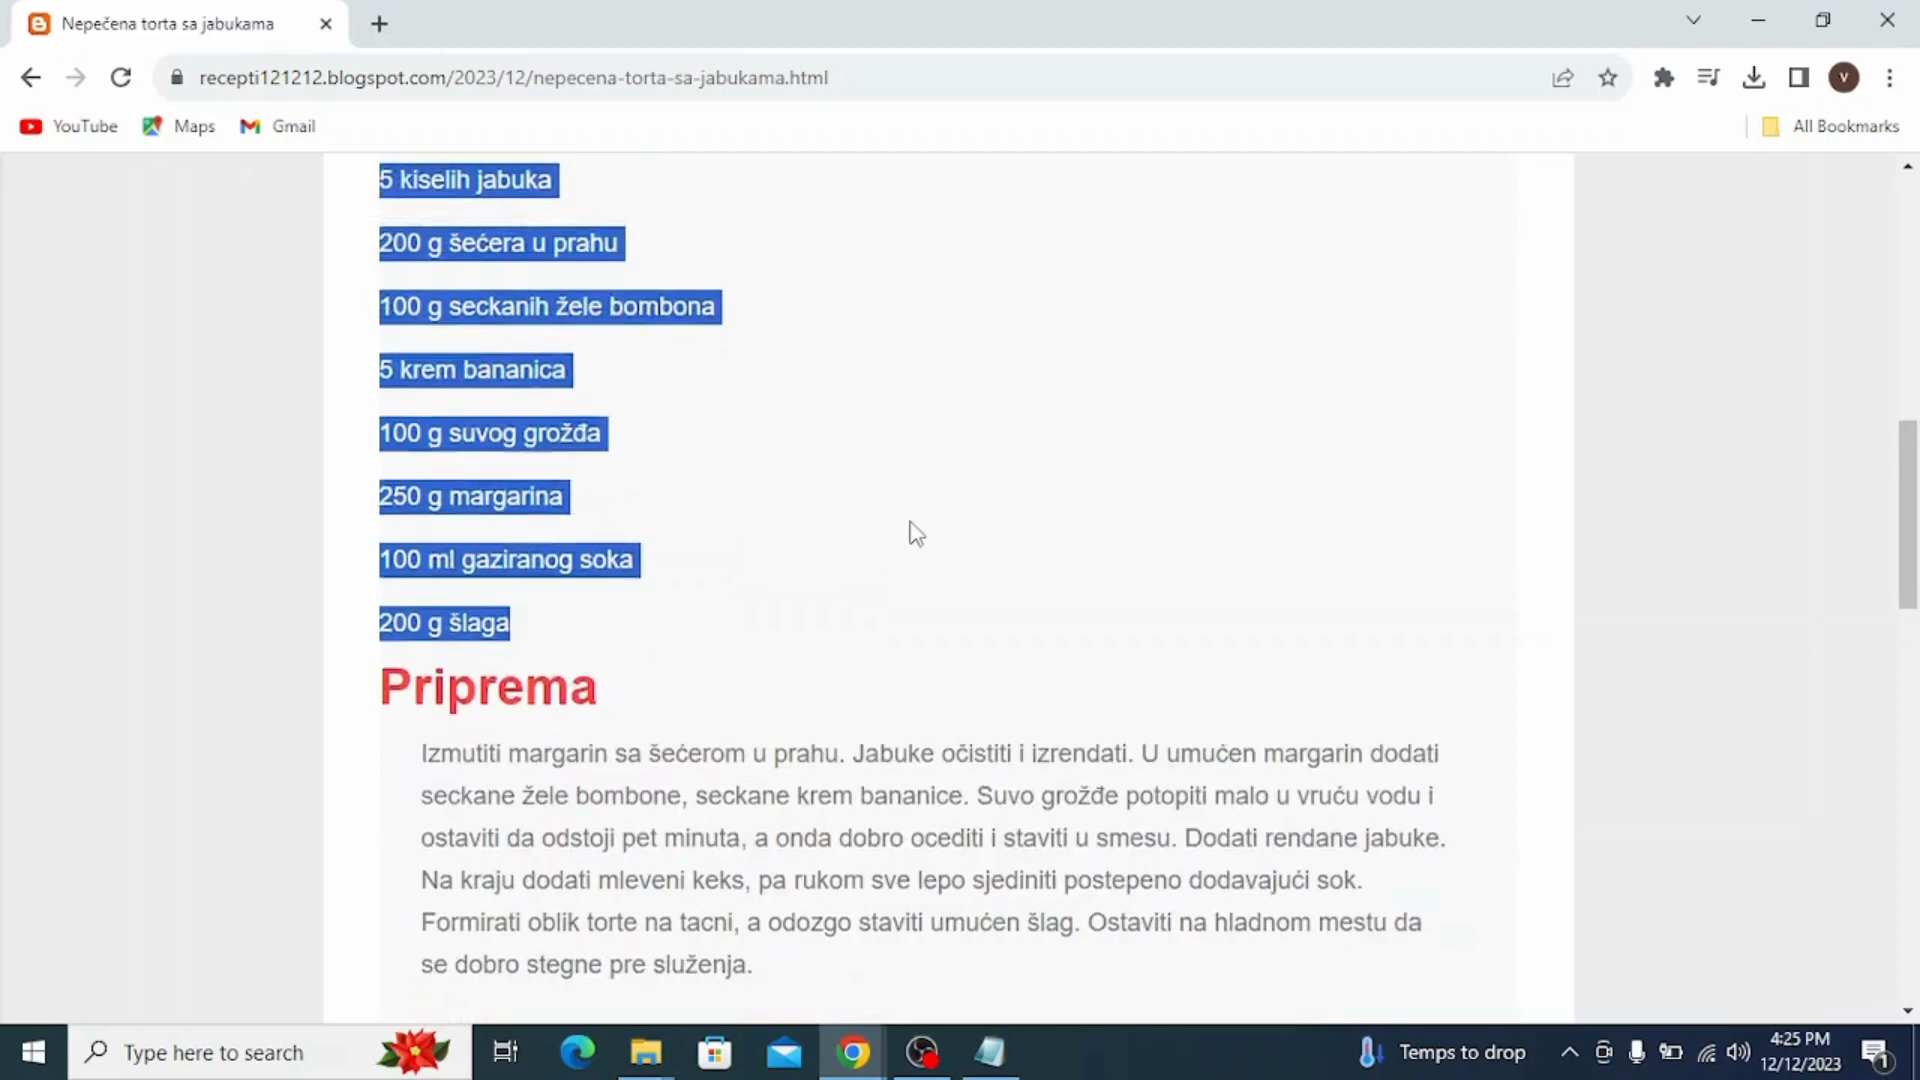 Nepečena torta sa jabukama
recepti121212.blogspot.com/2023/12/nepecena-torta-sa-jabukama.html
V
YouTube
Maps
Gmail
All Bookmarks
5 kiselih jabuka
200 g šećera u prahu
100 g seckanih žele bombona
5 krem bananica
100 g suvog grožđa
250 g margarina
100 ml gaziranog soka
200 g šlaga
Priprema
Izmutiti margarin sa šećerom u prahu. Jabuke očistiti i izrendati. U umućen margarin dodati
seckane žele bombone, seckane krem bananice. Suvo grožđe potopiti malo u vruću vodu i
ostaviti da odstoji pet minuta, a onda dobro ocediti i staviti u smesu. Dodati rendane jabuke.
Na kraju dodati mleveni keks, pa rukom sve lepo sjediniti postepeno dodavajući sok.
Formirati oblik torte na tacni, a odozgo staviti umućen šlag. Ostaviti na hladnom mestu da
se dobro stegne pre služenja.
Type here to search
Temps to drop
4:25 PM
12/12/2023
1